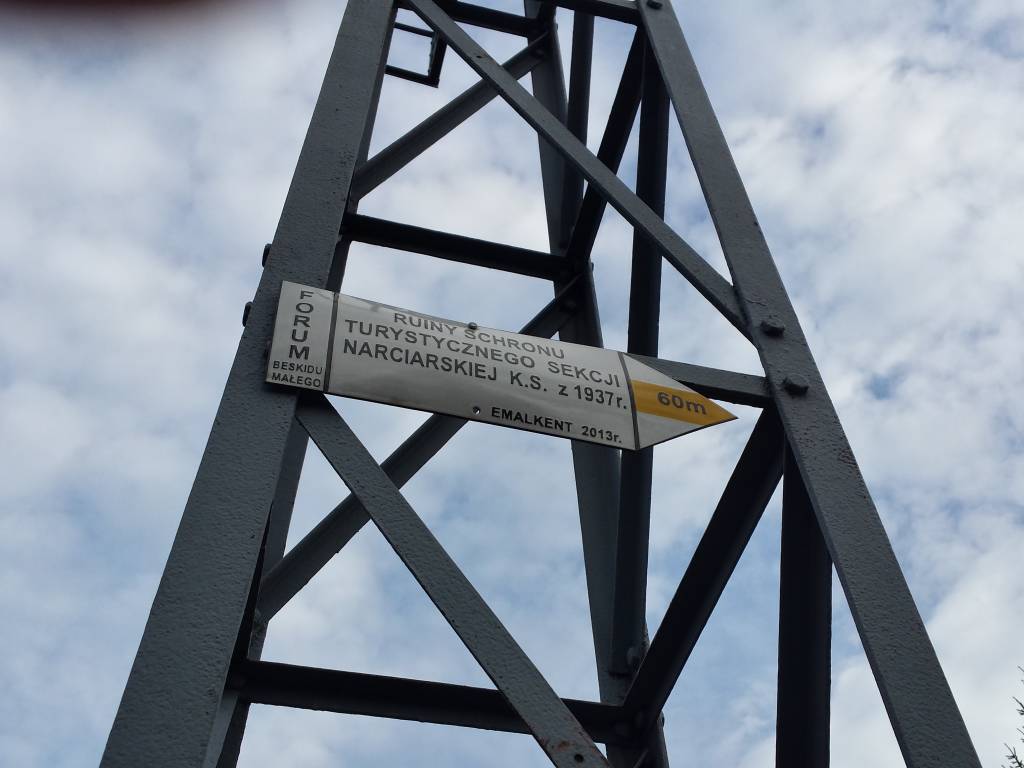 FORUM
BESKIDU
MAŁEGO
RUINY SCHRONU
TURYSTYCZNEGO SEKCJI
NARCIARSKIEJ K.S. z 1937r.
EMALKENT 2013r.
60m